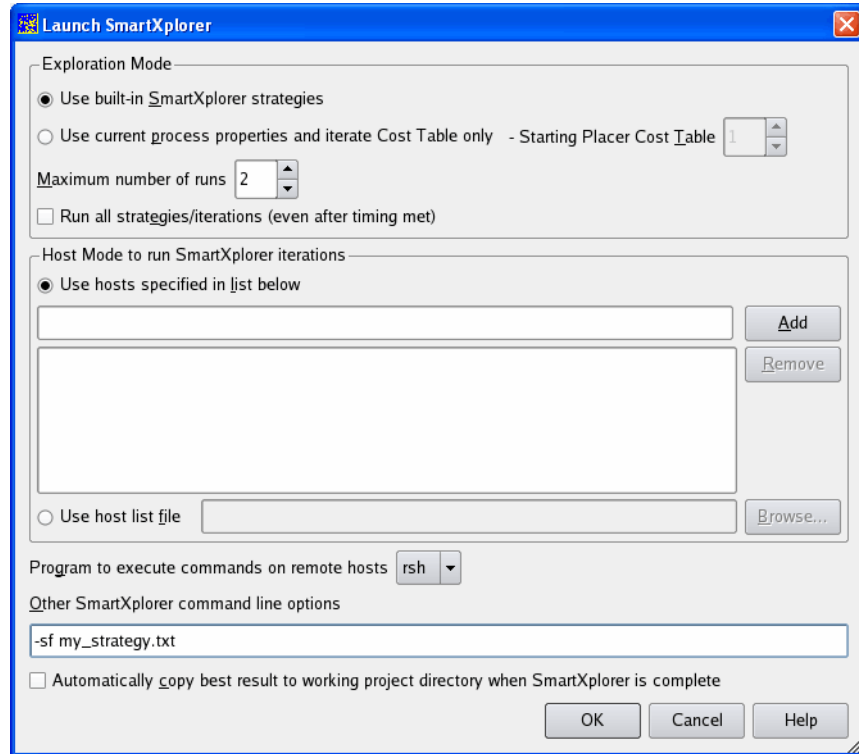 Launch SmartXplorer
Exploration Mode
Use built-in SmartXplorer strategies
Use current process properties and iterate Cost Table only - Starting Placer Cost Table 1
Maximum number of runs 2
Run all strategies/iterations (even after timing met)
Host Mode to run SmartXplorer iterations
Use hosts specified in list below
Add
Remove
Use host list file Browse...
Program to execute commands on remote hosts rsh
Other SmartXplorer command line options
-sf my_strategy.txt
Automatically copy best result to working project directory when SmartXplorer is complete
OK Cancel Help